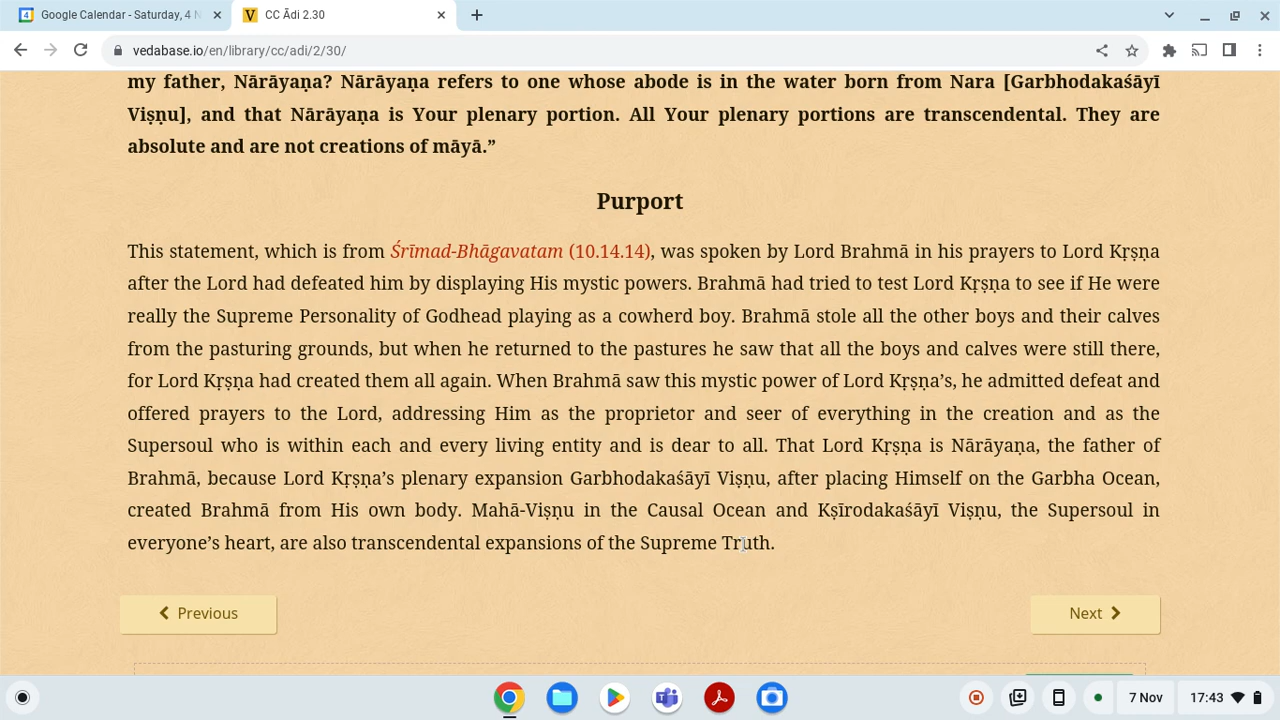 Google Calendar - Saturday, 4 N
CC Ādi 2.30
vedabase.io/en/library/cc/adi/2/30/
my father, Nārāyaṇa? Nārāyaṇa refers to one whose abode is in the water born from Nara [Garbhodakaśāyī
Viṣṇu], and that Nārāyaṇa is Your plenary portion. All Your plenary portions are transcendental. They are
absolute and are not creations of māyā.”
Purport
This statement, which is from Śrīmad-Bhāgavatam (10.14.14), was spoken by Lord Brahmā in his prayers to Lord Kṛṣṇa
after the Lord had defeated him by displaying His mystic powers. Brahmā had tried to test Lord Kṛṣṇa to see if He were
really the Supreme Personality of Godhead playing as a cowherd boy. Brahmā stole all the other boys and their calves
from the pasturing grounds, but when he returned to the pastures he saw that all the boys and calves were still there,
for Lord Kṛṣṇa had created them all again. When Brahmā saw this mystic power of Lord Kṛṣṇa’s, he admitted defeat and
offered prayers to the Lord, addressing Him as the proprietor and seer of everything in the creation and as the
Supersoul who is within each and every living entity and is dear to all. That Lord Kṛṣṇa is Nārāyaṇa, the father of
Brahmā, because Lord Kṛṣṇa’s plenary expansion Garbhodakaśāyī Viṣṇu, after placing Himself on the Garbha Ocean,
created Brahmā from His own body. Mahā-Viṣṇu in the Causal Ocean and Kṣīrodakaśāyī Viṣṇu, the Supersoul in
everyone’s heart, are also transcendental expansions of the Supreme Truth.
Previous
Next
7 Nov
17:43